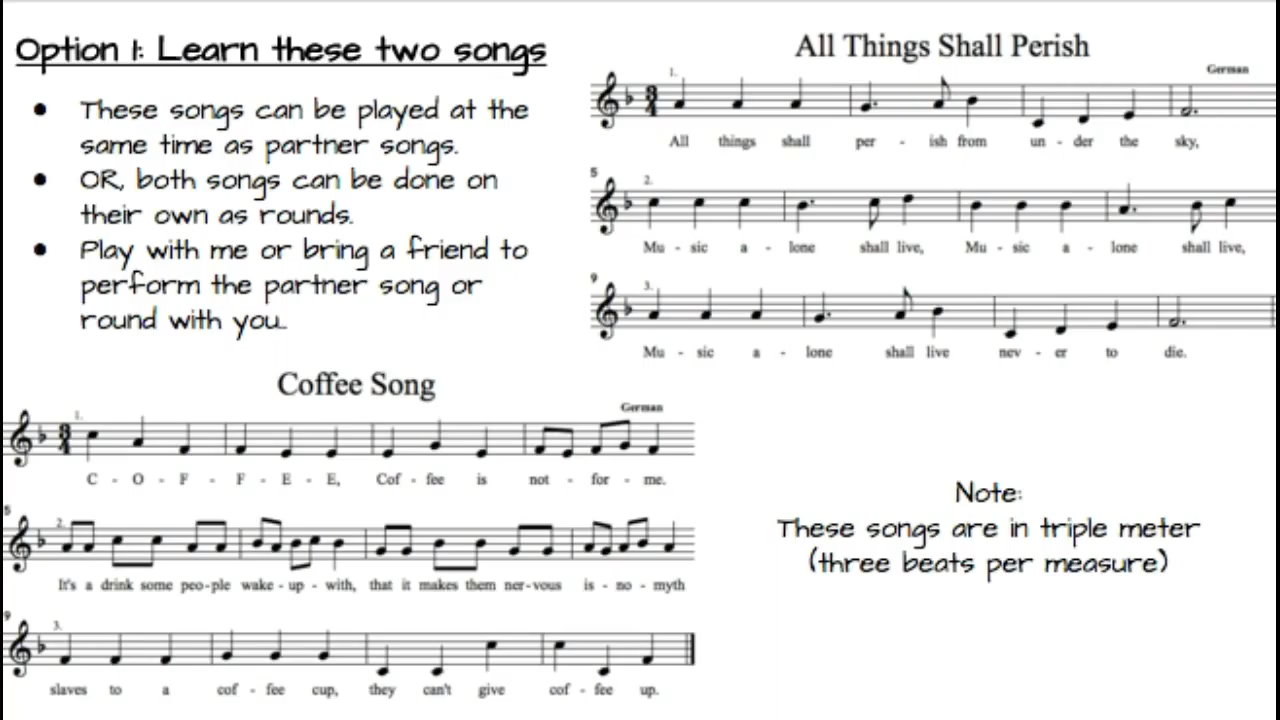 Option 1: Learn these two songs
● These songs can be played at the
same time as partner songs.
● OR, both songs can be done on
their own as rounds.
● Play with me or bring a friend to
perform the partner song or
round with you.
All Things Shall Perish
German
1.
3
4
All things shall per - ish from un - der the sky,
5
2.
Mu - sic a - lone shall live, Mu - sic a - lone shall live,
9
3.
Mu - sic a - lone shall live nev - er to die.
Coffee Song
German
1.
3
4
C - O - F - F - E - E, Cof - fee is not - for - me.
5
2.
It's a drink some peo-ple wake - up - with, that it makes them ner-vous is - no - myth
9
3.
slaves to a cof - fee cup, they can't give cof - fee up.
Note:
These songs are in triple meter
(three beats per measure)